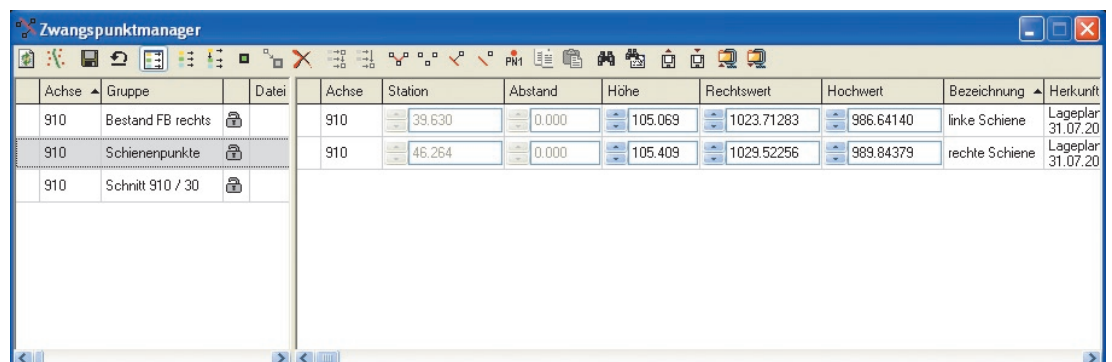 Zwangspunktmanager
PN1
Achse Gruppe Datei
910 Bestand FB rechts
910 Schienenpunkte
910 Schnitt 910 / 30
Achse Station Abstand Höhe Rechtswert Hochwert Bezeichnung Herkunft
910 39.630 0.000 105.069 1023.71283 986.64140 linke Schiene Lageplan
31.07.20
910 46.264 0.000 105.409 1029.52256 989.84379 rechte Schiene Lageplan
31.07.20